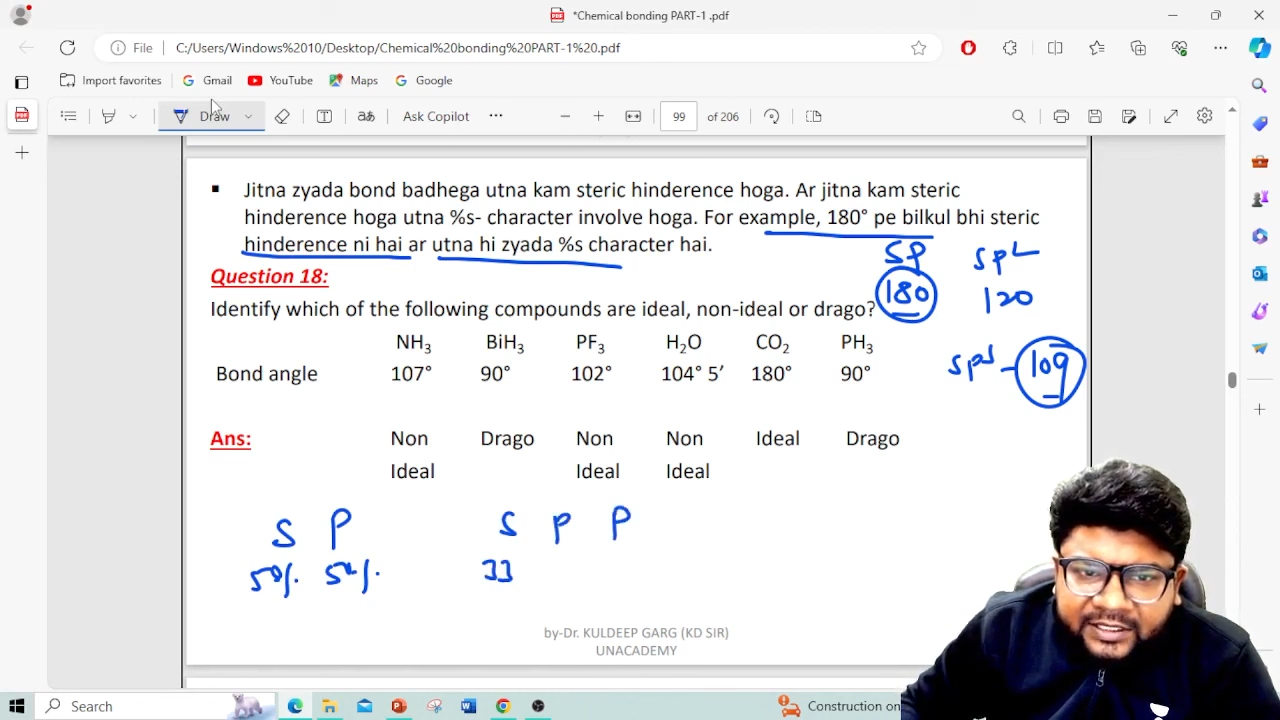 *Chemical bonding PART-1 .pdf
File C:/Users/Windows%2010/Desktop/Chemical%20bonding%20PART-1%20.pdf
Import favorites Gmail YouTube Maps Google
Draw Ask Copilot 99 of 206
▪ Jitna zyada bond badhega utna kam steric hinderence hoga. Ar jitna kam steric
hinderence hoga utna %s- character involve hoga. For example, 180° pe bilkul bhi steric
hinderence ni hai ar utna hi zyada %s character hai.
SP SP²
Question 18:
180 120
Identify which of the following compounds are ideal, non-ideal or drago?
NH₃ BiH₃ PF₃ H₂O CO₂ PH₃
Bond angle 107° 90° 102° 104° 5′ 180° 90°
SP³ - 109
Ans: Non Drago Non Non Ideal Drago
Ideal Ideal Ideal
S P S P P
50% 50% 33
by-Dr. KULDEEP GARG (KD SIR)
UNACADEMY
Search Construction on